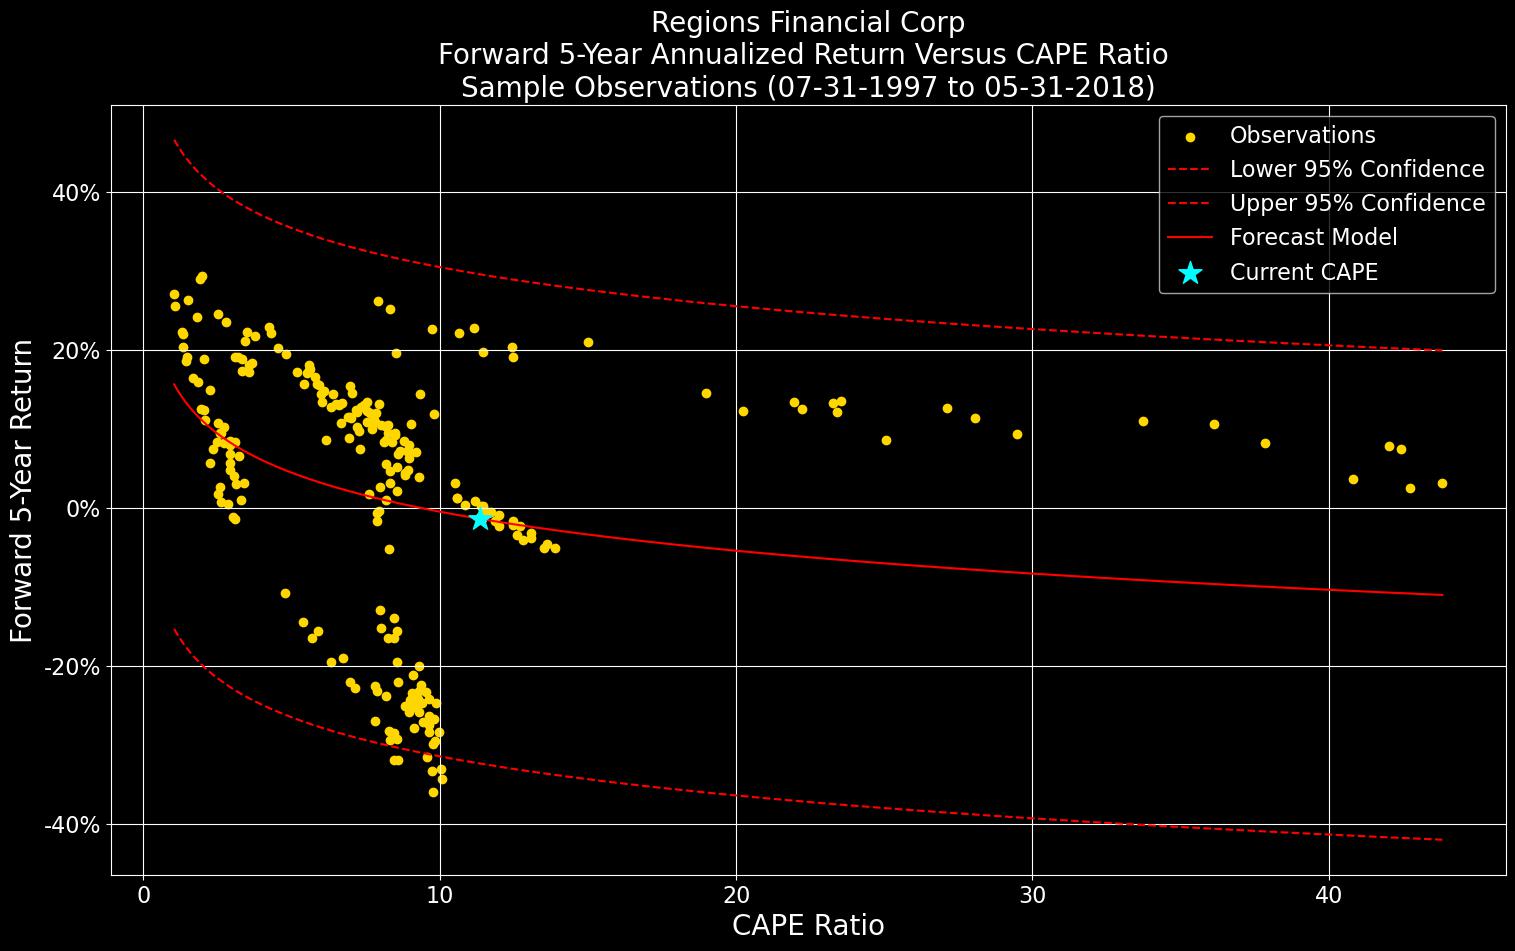 Regions Financial Corp
Forward 5-Year Annualized Return Versus CAPE Ratio
Sample Observations (07-31-1997 to 05-31-2018)
Observations
Lower 95% Confidence
Upper 95% Confidence
Forecast Model
Current CAPE
Forward 5-Year Return
40%
20%
0%
-20%
-40%
0 10 20 30 40
CAPE Ratio